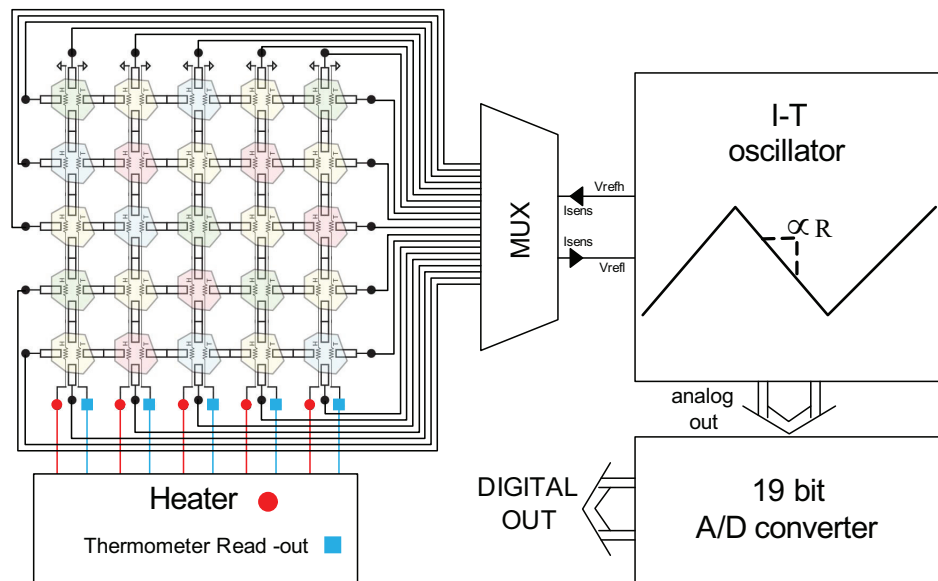 I-T
oscillator
∝ R
Vrefh
Isens
MUX
Isens
Vrefl
analog
out
19 bit
A/D converter
DIGITAL
OUT
Heater
Thermometer Read -out